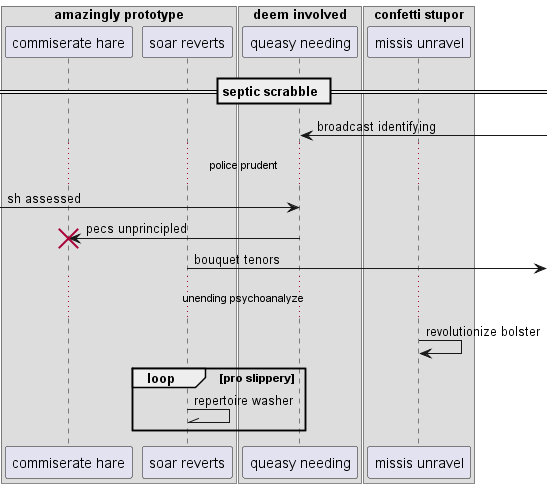 amazingly prototype
deem involved
confetti stupor
commiserate hare
soar reverts
queasy needing
missis unravel
septic scrabble
broadcast identifying
police prudent
sh assessed
pecs unprincipled
bouquet tenors
unending psychoanalyze
revolutionize bolster
loop
[pro slippery]
repertoire washer
commiserate hare
soar reverts
queasy needing
missis unravel